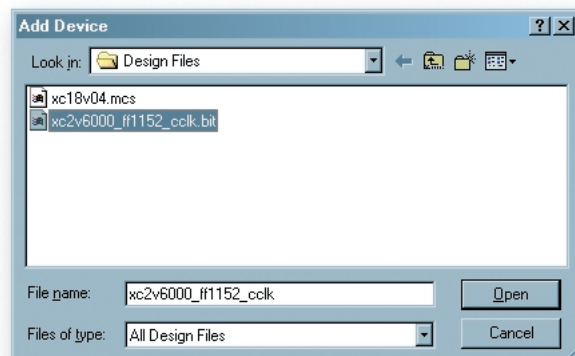 Add Device
Look in: Design Files
xc18v04.mcs
xc2v6000_ff1152_cclk.bit
File name: xc2v6000_ff1152_cclk Open
Files of type: All Design Files Cancel